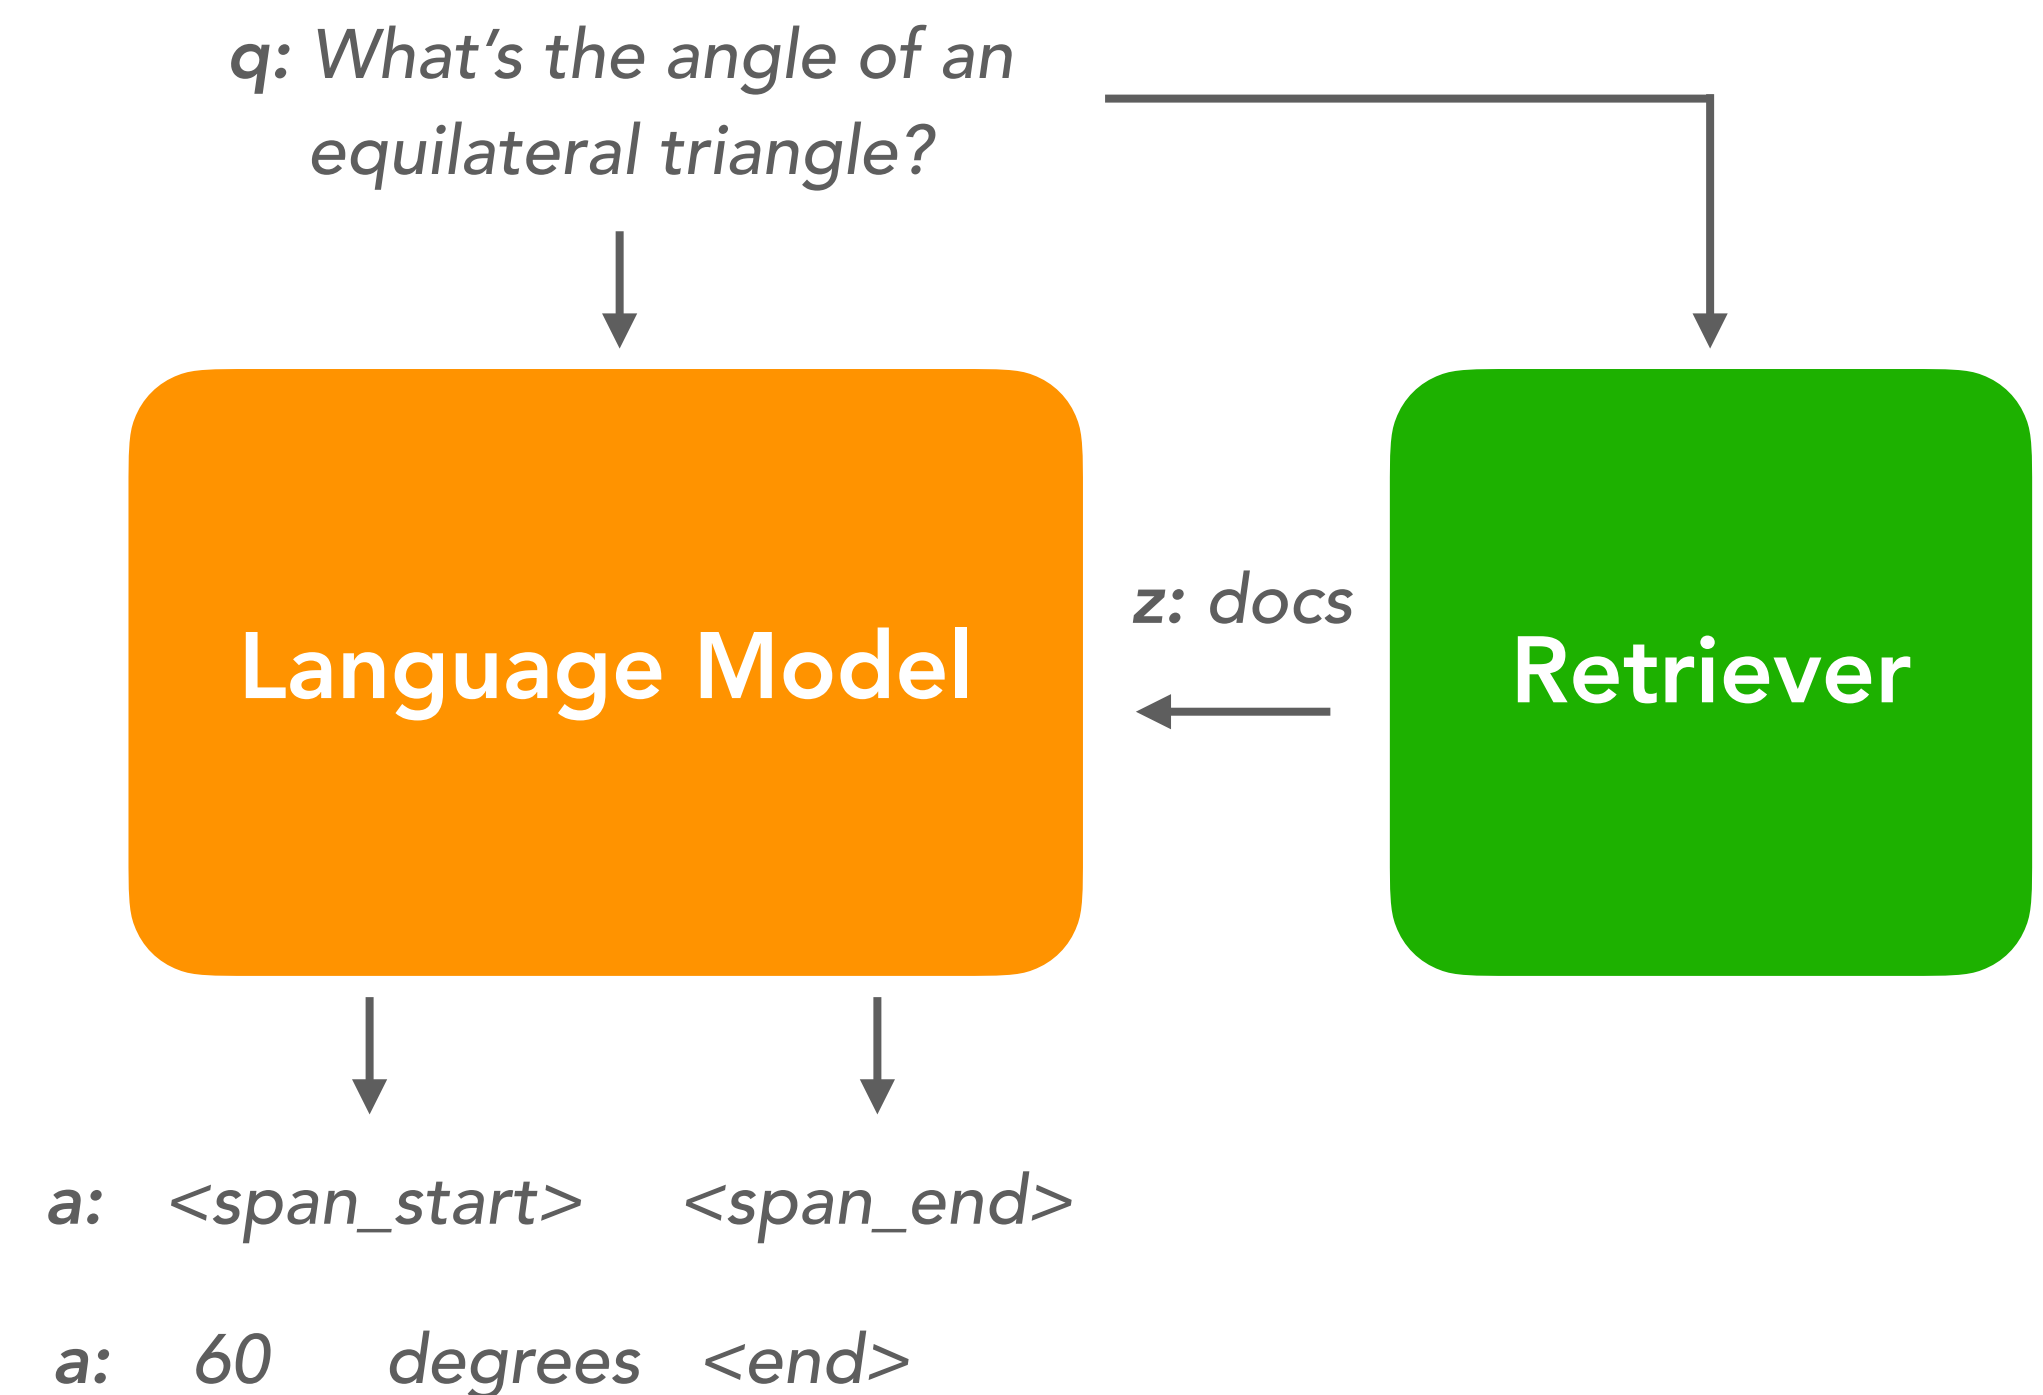 q: What’s the angle of an
equilateral triangle?
z: docs
Language Model
Retriever
a: <span_start> <span_end>
a: 60 degrees <end>